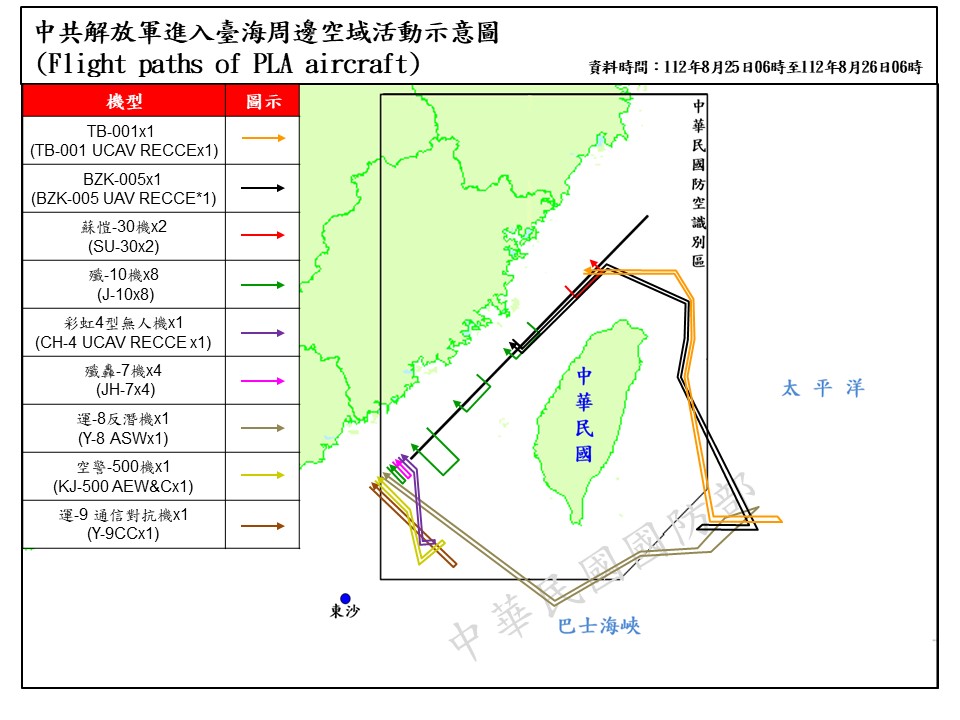 中共解放軍進入臺海周邊空域活動示意圖
(Flight paths of PLA aircraft)
資料時間：112年8月25日06時至112年8月26日06時
機型 圖示
TB-001x1
(TB-001 UCAV RECCEx1)
BZK-005x1
(BZK-005 UAV RECCE*1)
蘇愷-30機x2
(SU-30x2)
殲-10機x8
(J-10x8)
彩虹4型無人機x1
(CH-4 UCAV RECCE x1)
殲轟-7機x4
(JH-7x4)
運-8反潛機x1
(Y-8 ASWx1)
空警-500機x1
(KJ-500 AEW&Cx1)
運-9 通信對抗機x1
(Y-9CCx1)
中華民國防空識別區
中華民國
太平洋
東沙
巴士海峽
中華民國國防部